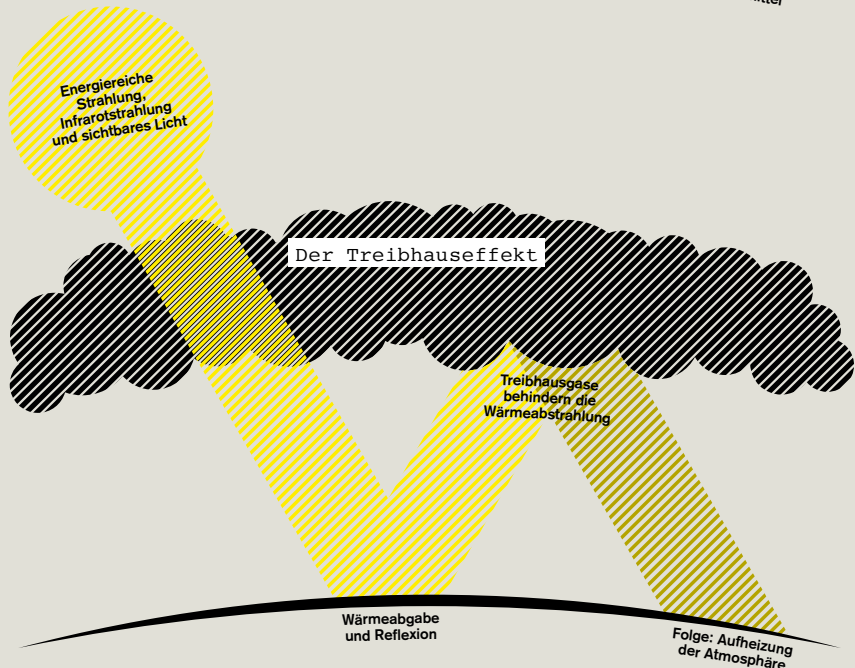 Energiereiche
Strahlung,
Infrarotstrahlung
und sichtbares Licht
Der Treibhauseffekt
Treibhausgase
behindern die
Wärmeabstrahlung
Wärmeabgabe
und Reflexion
Folge: Aufheizung
der Atmosphäre